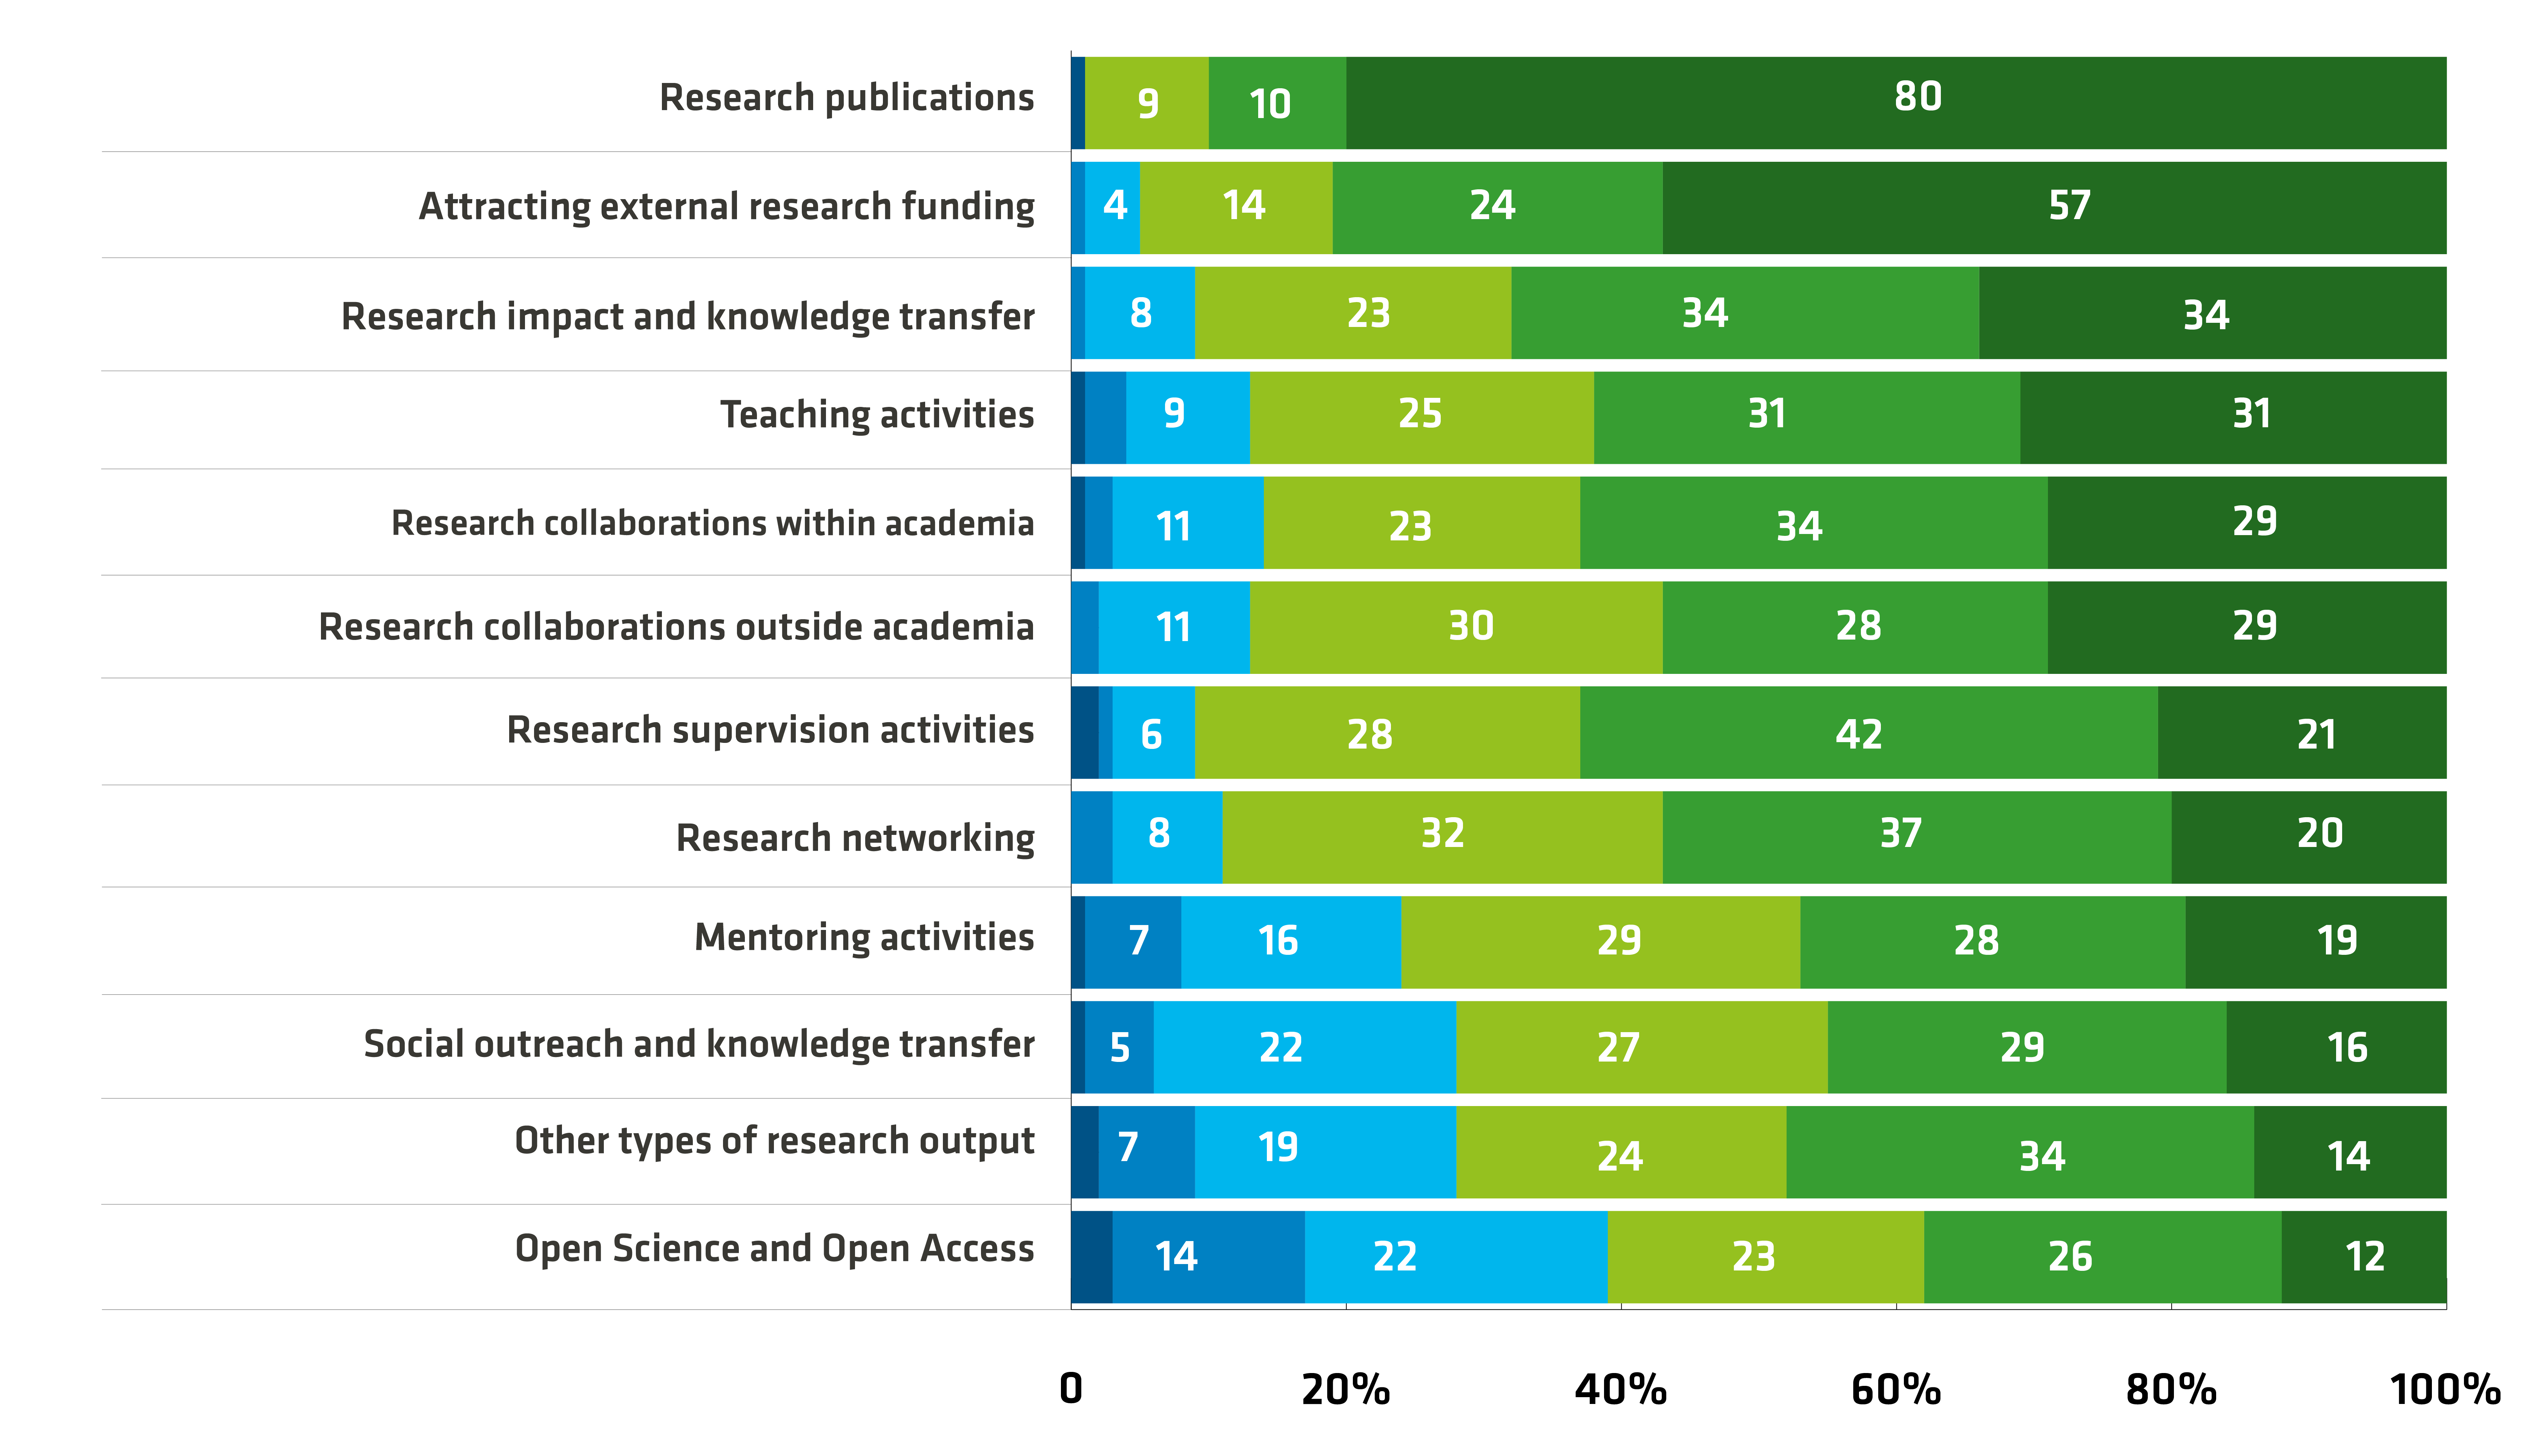 Research publications 9 10 80
Attracting external research funding 4 14 24 57
Research impact and knowledge transfer 8 23 34 34
Teaching activities 9 25 31 31
Research collaborations within academia 11 23 34 29
Research collaborations outside academia 11 30 28 29
Research supervision activities 6 28 42 21
Research networking 8 32 37 20
Mentoring activities 7 16 29 28 19
Social outreach and knowledge transfer 5 22 27 29 16
Other types of research output 7 19 24 34 14
Open Science and Open Access 14 22 23 26 12
0 20% 40% 60% 80% 100%